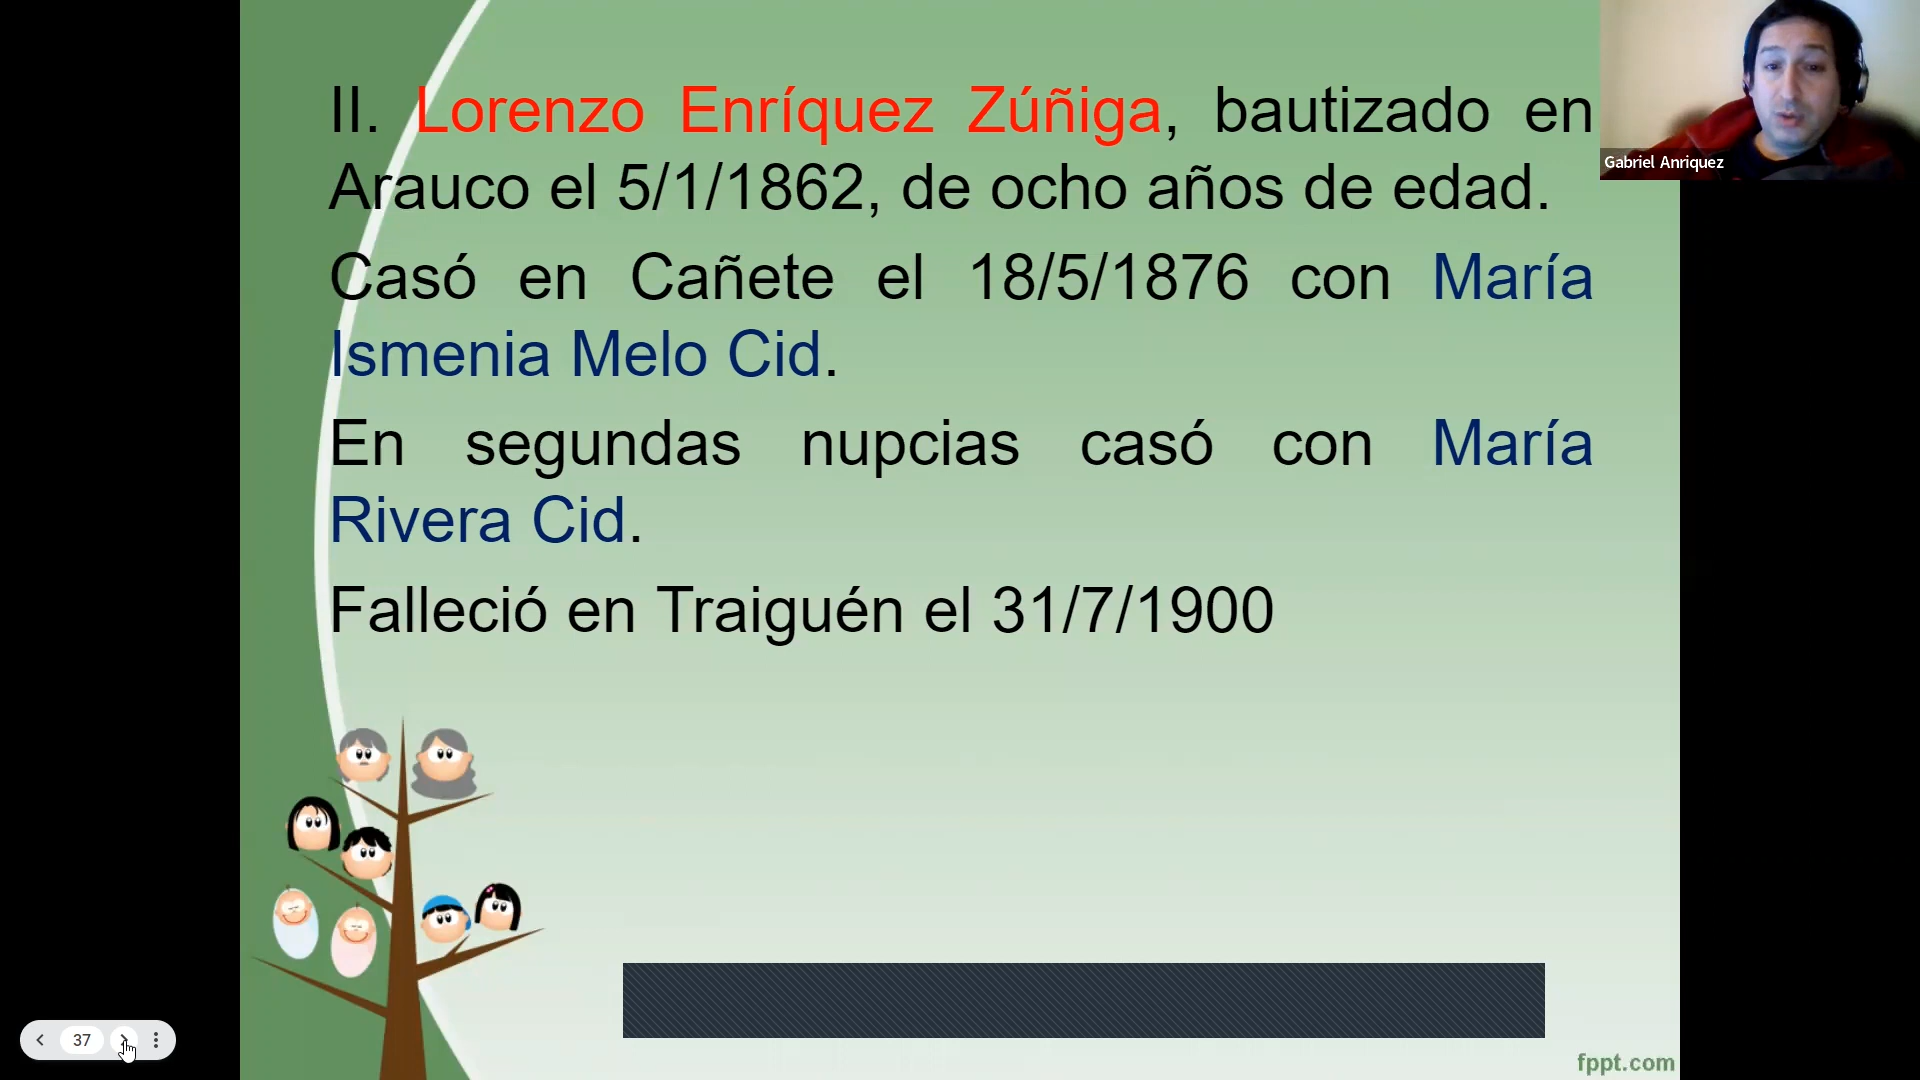 II. Lorenzo Enríquez Zúñiga, bautizado en
Arauco el 5/1/1862, de ocho años de edad.
Casó en Cañete el 18/5/1876 con María
Ismenia Melo Cid.
En segundas nupcias casó con María
Rivera Cid.
Falleció en Traiguén el 31/7/1900
Gabriel Anriquez
37
fppt.com